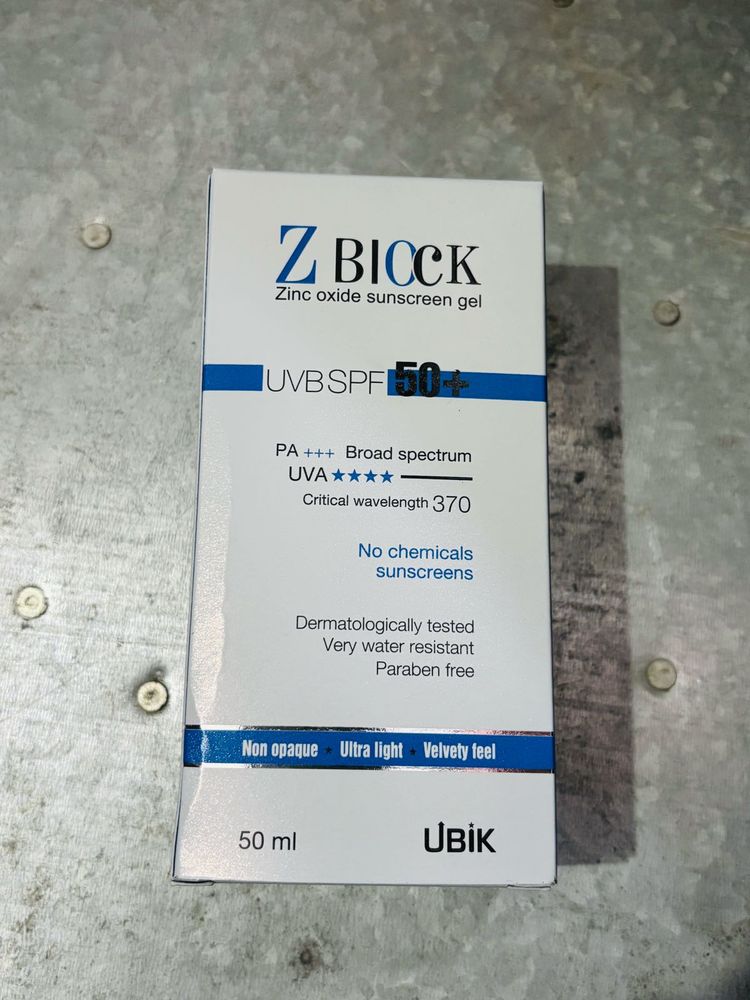 Z BLOCK
Zinc oxide sunscreen gel
UVB SPF 50+
PA +++ Broad spectrum
UVA ★★★★
Critical wavelength 370
No chemicals
sunscreens
Dermatologically tested
Very water resistant
Paraben free
Non opaque ★ Ultra light ★ Velvety feel
50 ml
UBIK